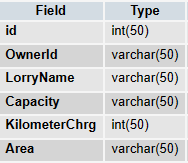 Field Type
id int(50)
OwnerId varchar(50)
LorryName varchar(50)
Capacity varchar(50)
KilometerChrg int(50)
Area varchar(50)